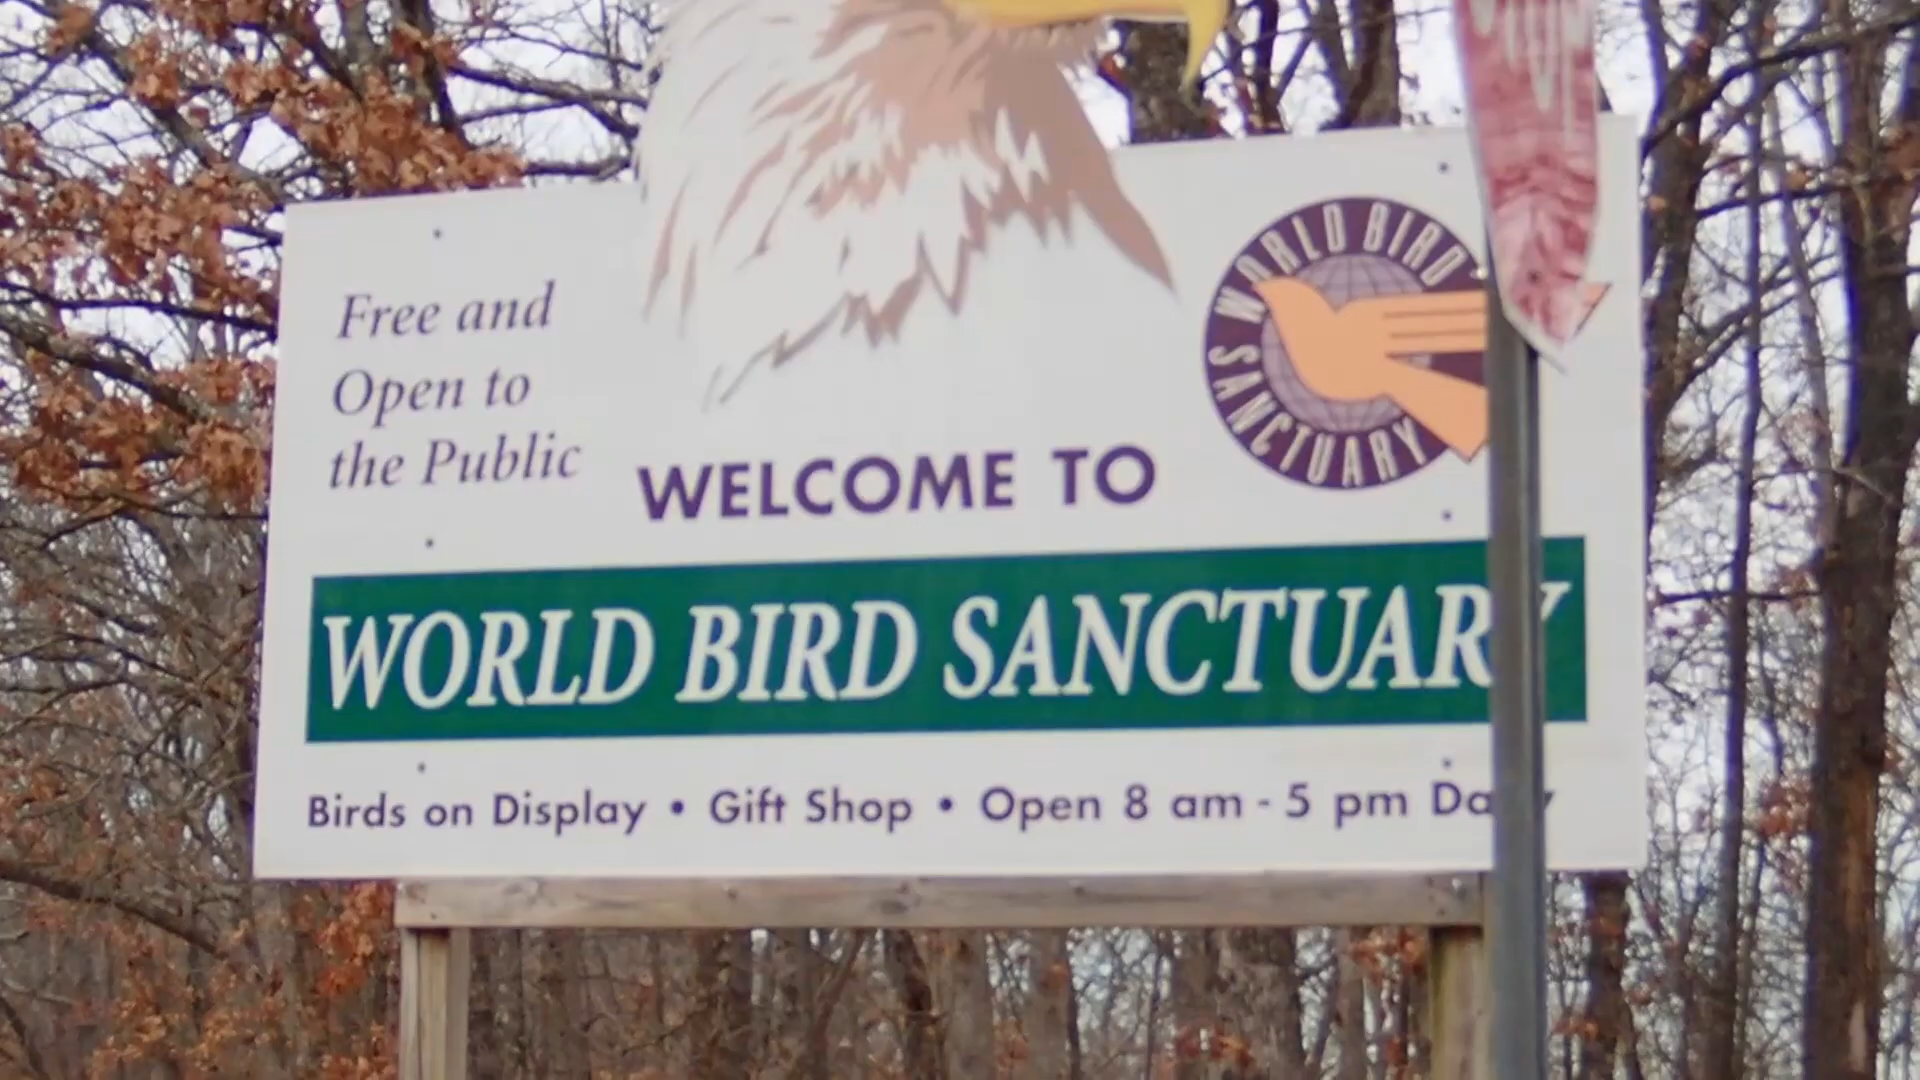 Free and
Open to
the Public
WORLD BIRD
SANCTUARY
WELCOME TO
WORLD BIRD SANCTUARY
Birds on Display • Gift Shop • Open 8 am - 5 pm